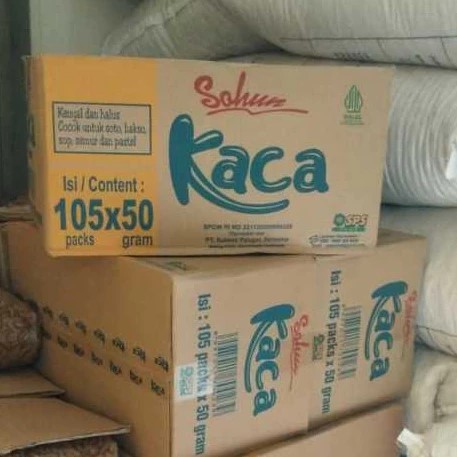 Sohun
Kaca
Kenyal dan halus
Cocok untuk soto, bakso,
sop, semur dan pastel
Isi / Content :
105x50
packs gram
HALAL
SPS
Isi : 105 packs x 50 gram
Sohun
Kaca
Isi : 105 packs x 50 gram
Sohun
Kaca